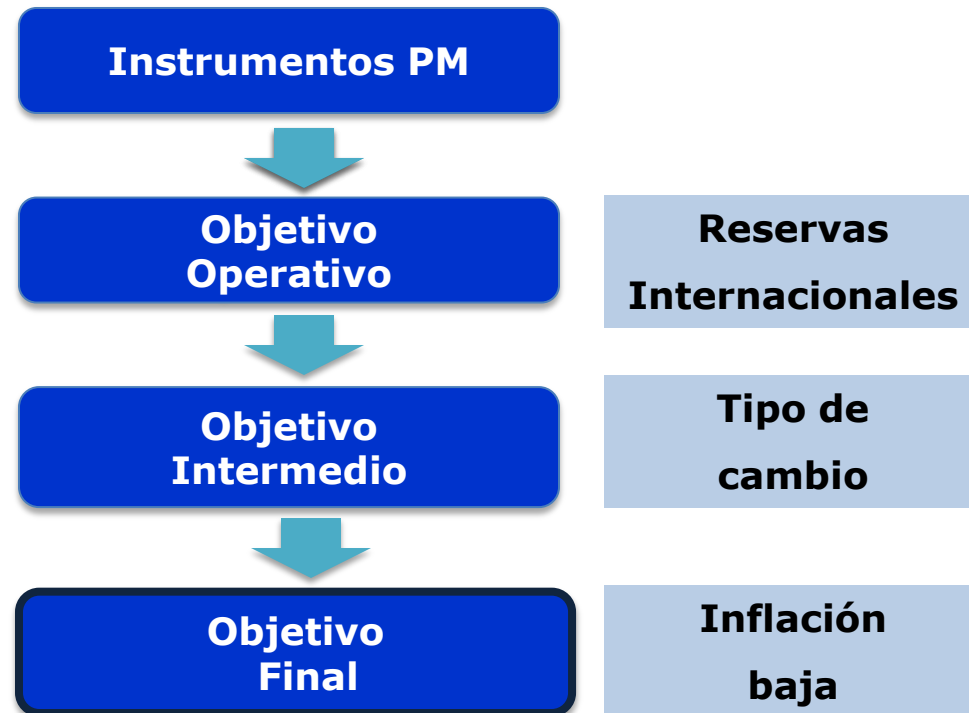 Instrumentos PM
Objetivo
Operativo
Reservas
Internacionales
Objetivo
Intermedio
Tipo de
cambio
Objetivo
Final
Inflación
baja